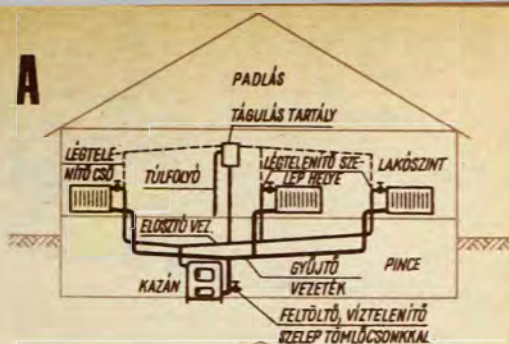 A
PADLÁS
TÁGULÁS TARTÁLY
LÉGTELE-
NÍTŐ CSŐ
TÚLFOLYÓ
LÉGTELENÍTŐ SZE-
LEP HELYE
LAKÓSZINT
ELOSZTÓ VEZ.
GYŰJTŐ
VEZETÉK
PINCE
KAZÁN
FELTÖLTŐ, VÍZTELENÍTŐ
SZELEP TÖMLŐCSONKKAL